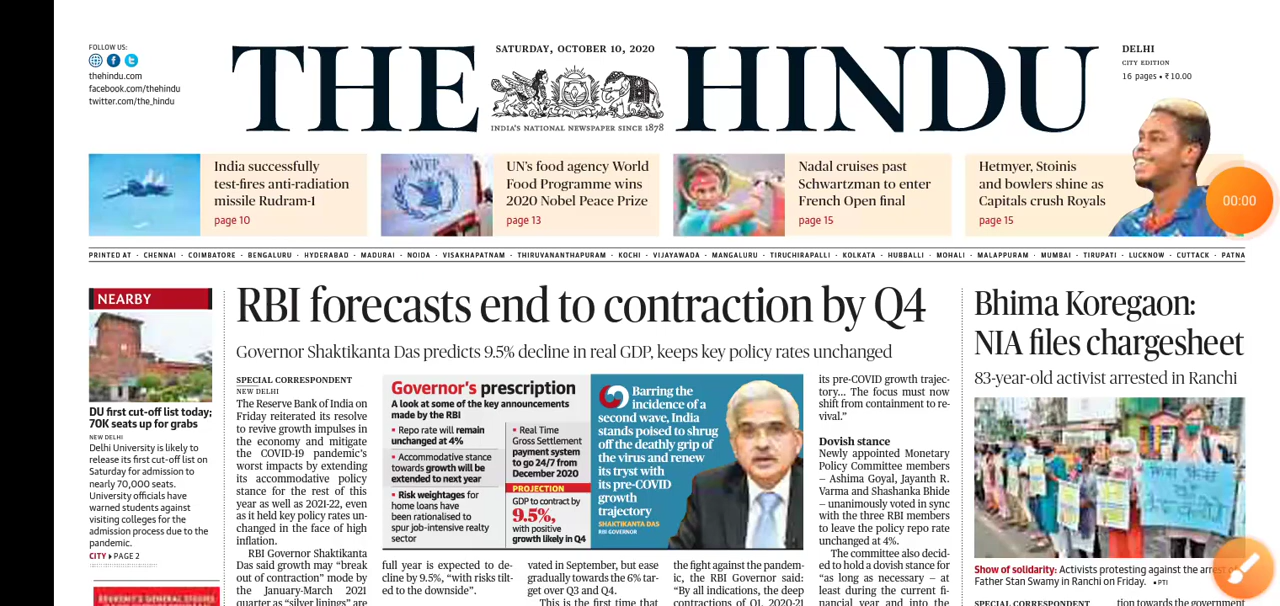 FOLLOW US:
thehindu.com
facebook.com/thehindu
twitter.com/the_hindu
THE HINDU
SATURDAY, OCTOBER 10, 2020
INDIA'S NATIONAL NEWSPAPER SINCE 1878
DELHI
CITY EDITION
16 pages • ₹10.00
India successfully
test-fires anti-radiation
missile Rudram-1
page 10
WFP
UN's food agency World
Food Programme wins
2020 Nobel Peace Prize
page 13
Nadal cruises past
Schwartzman to enter
French Open final
page 15
Hetmyer, Stoinis
and bowlers shine as
Capitals crush Royals
page 15
00:00
PRINTED AT · CHENNAI · COIMBATORE · BENGALURU · HYDERABAD · MADURAI · NOIDA · VISAKHAPATNAM · THIRUVANANTHAPURAM · KOCHI · VIJAYAWADA · MANGALURU · TIRUCHIRAPALLI · KOLKATA · HUBBALLI · MOHALI · MALAPPURAM · MUMBAI · TIRUPATI · LUCKNOW · CUTTACK · PATNA
NEARBY
DU first cut-off list today;
70K seats up for grabs
NEW DELHI
Delhi University is likely to
release its first cut-off list on
Saturday for admission to
nearly 70,000 seats.
University officials have
warned students against
visiting colleges for the
admission process due to the
pandemic.
CITY PAGE 2
RBI forecasts end to contraction by Q4
Governor Shaktikanta Das predicts 9.5% decline in real GDP, keeps key policy rates unchanged
SPECIAL CORRESPONDENT
NEW DELHI
The Reserve Bank of India on
Friday reiterated its resolve
to revive growth impulses in
the economy and mitigate
the COVID-19 pandemic's
worst impacts by extending
its accommodative policy
stance for the rest of this
year as well as 2021-22, even
as it held key policy rates un-
changed in the face of high
inflation.
RBI Governor Shaktikanta
Das said growth may "break
out of contraction" mode by
the January-March 2021
quarter as "silver linings" are
Governor's prescription
A look at some of the key announcements
made by the RBI
▪ Repo rate will remain
unchanged at 4%
▪ Accommodative stance
towards growth will be
extended to next year
▪ Risk weightages for
home loans have
been rationalised to
spur job-intensive realty
sector
▪ Real Time
Gross Settlement
payment system
to go 24/7 from
December 2020
PROJECTION
GDP to contract by
9.5%,
with positive
growth likely in Q4
Barring the
incidence of a
second wave, India
stands poised to shrug
off the deathly grip of
the virus and renew
its tryst with
its pre-COVID
growth
trajectory
SHAKTIKANTA DAS
RBI GOVERNOR
full year is expected to de-
cline by 9.5%, "with risks tilt-
ed to the downside".
vated in September, but ease
gradually towards the 6% tar-
get over Q3 and Q4.
This is the first time that
the fight against the pandem-
ic, the RBI Governor said:
"By all indications, the deep
contractions of Q1, 2020-21
its pre-COVID growth trajec-
tory... The focus must now
shift from containment to re-
vival."
Dovish stance
Newly appointed Monetary
Policy Committee members
– Ashima Goyal, Jayanth R.
Varma and Shashanka Bhide
– unanimously voted in sync
with the three RBI members
to leave the policy repo rate
unchanged at 4%.
The committee also decid-
ed to hold a dovish stance for
"as long as necessary – at
least during the current fi-
nancial year and into the
Bhima Koregaon:
NIA files chargesheet
83-year-old activist arrested in Ranchi
Show of solidarity: Activists protesting against the arrest of
Father Stan Swamy in Ranchi on Friday. • PTI
SPECIAL CORRESPONDENT
tion towards the government